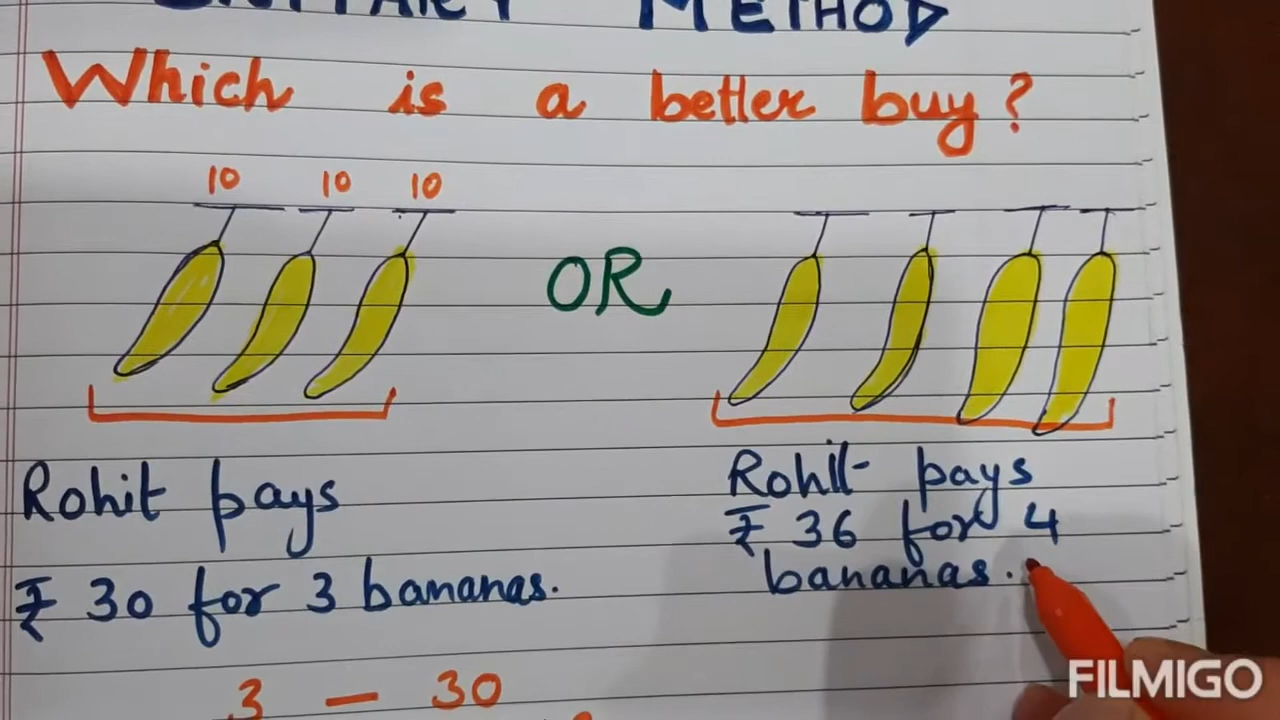 METHOD
Which is a better buy?
10 10 10
OR
Rohit pays
₹ 30 for 3 bananas.
Rohit pays
₹ 36 for 4
bananas.
3 — 30
FILMIGO